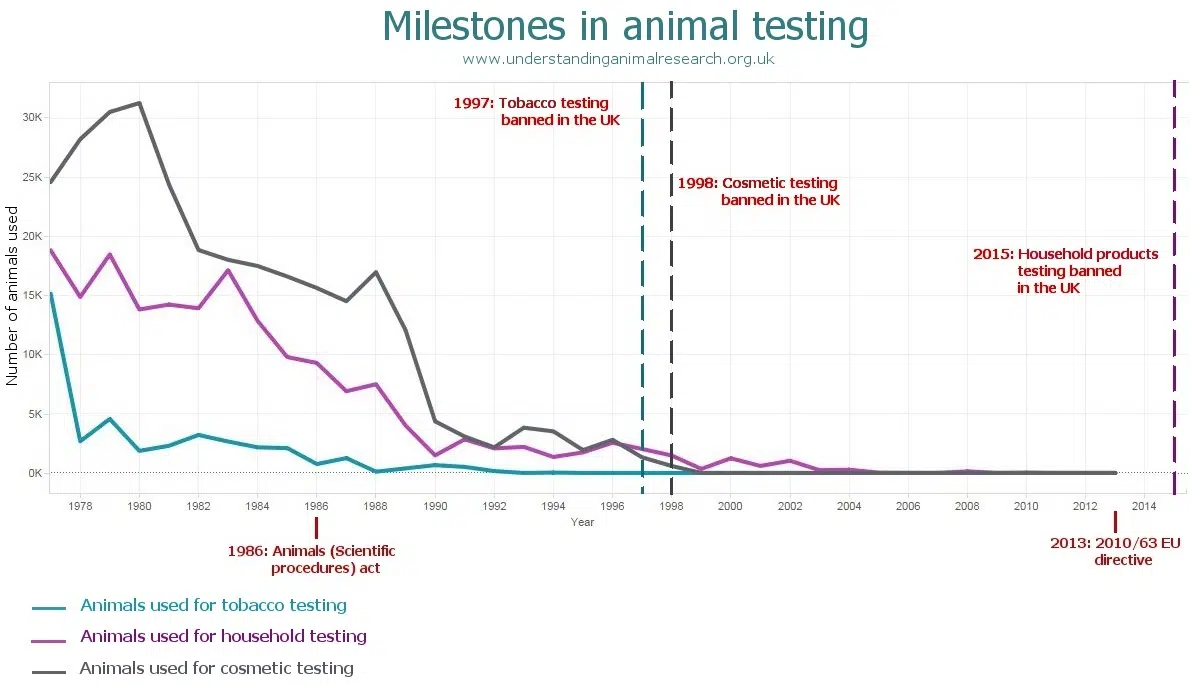 Milestones in animal testing
www.understandinganimalresearch.org.uk
1997: Tobacco testing
banned in the UK
1998: Cosmetic testing
banned in the UK
2015: Household products
testing banned
in the UK
Number of animals used
30K
25K
20K
15K
10K
5K
0K
1978 1980 1982 1984 1986 1988 1990 1992 1994 1996 1998 2000 2002 2004 2006 2008 2010 2012 2014
Year
1986: Animals (Scientific
procedures) act
2013: 2010/63 EU
directive
Animals used for tobacco testing
Animals used for household testing
Animals used for cosmetic testing